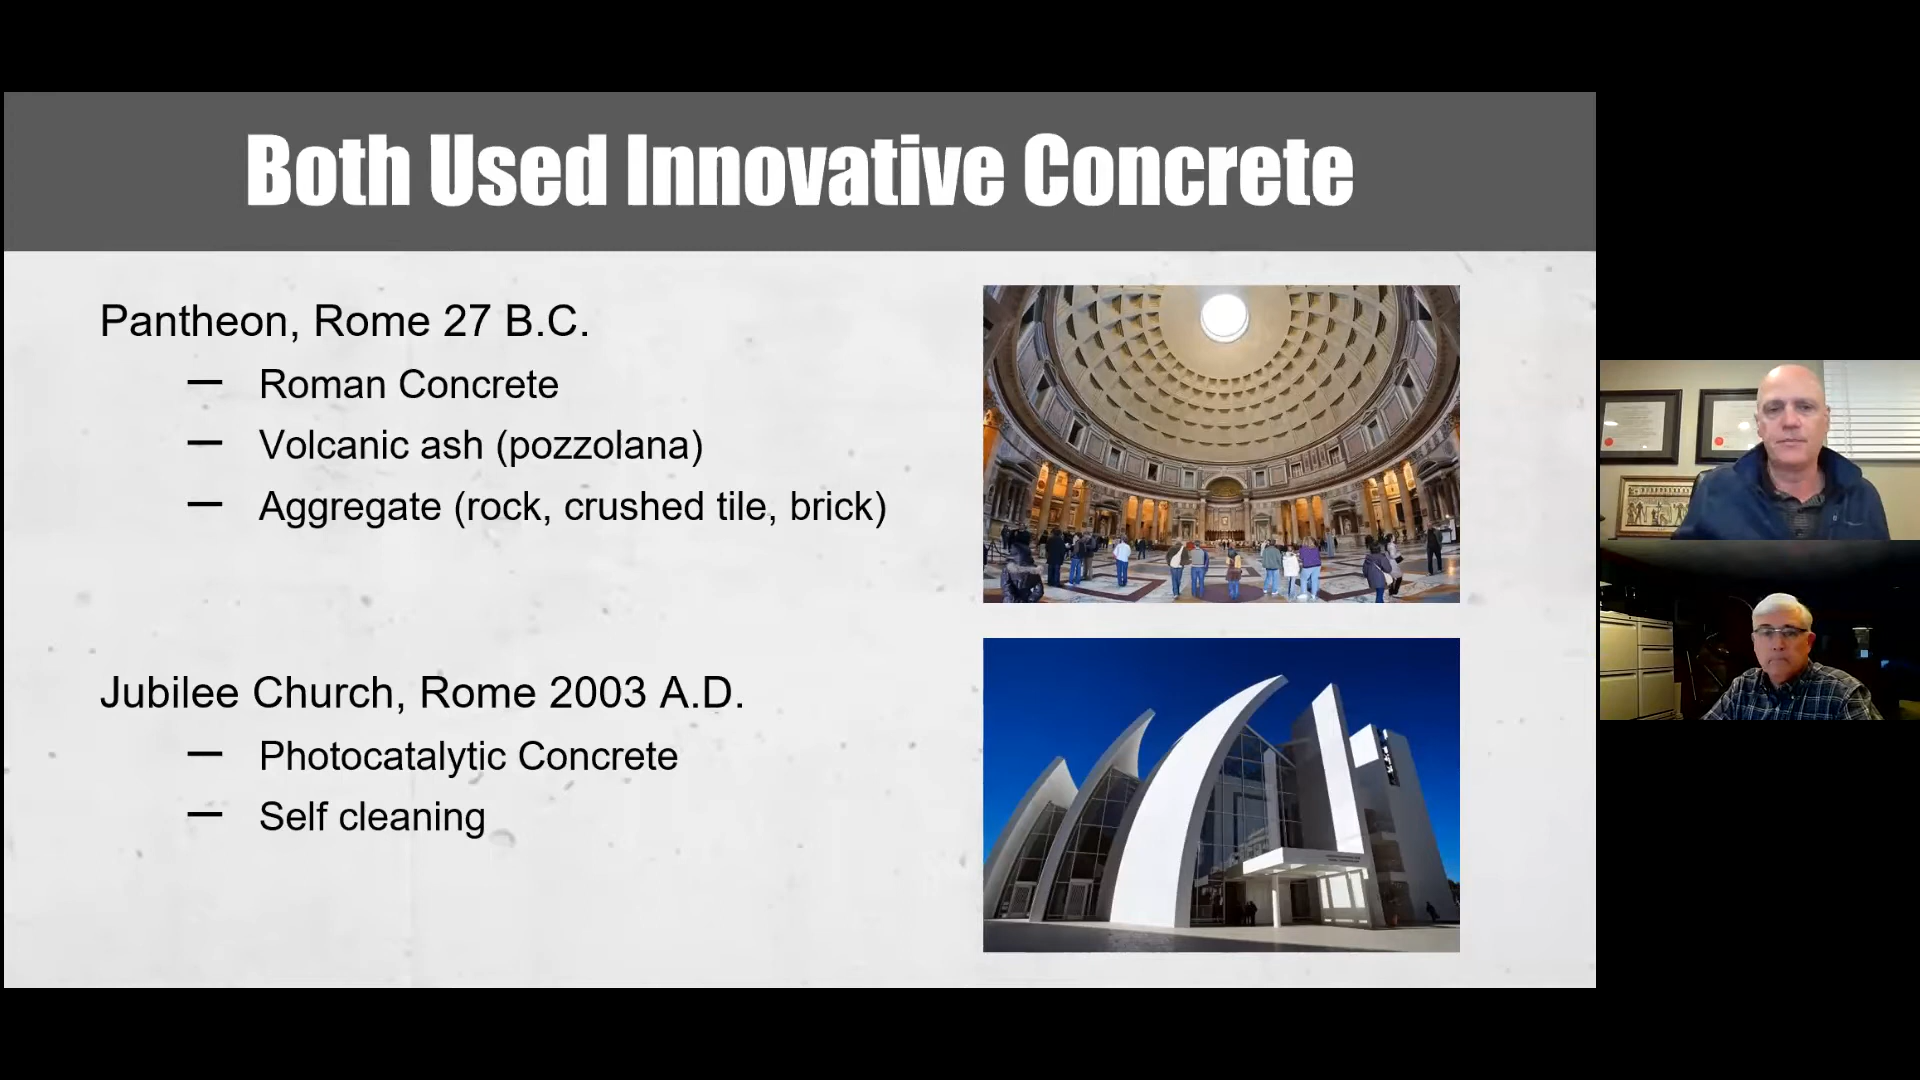 Both Used Innovative Concrete
Pantheon, Rome 27 B.C.
— Roman Concrete
— Volcanic ash (pozzolana)
— Aggregate (rock, crushed tile, brick)
Jubilee Church, Rome 2003 A.D.
— Photocatalytic Concrete
— Self cleaning